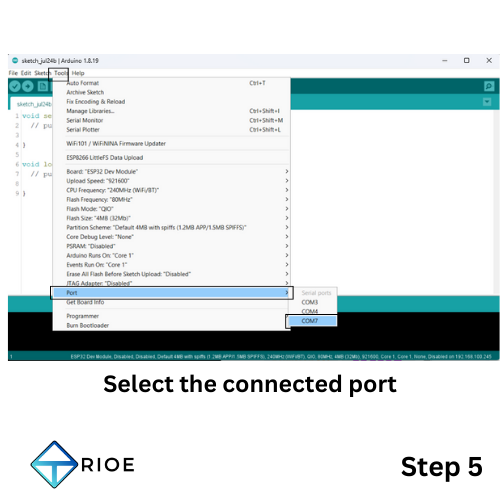 sketch_jul24b | Arduino 1.8.19
File Edit Sketch Tools Help
sketch_jul24b
1 void se
2 // pu
3
4 }
5
6 void lo
7 // pu
8
9 }
Auto Format Ctrl+T
Archive Sketch
Fix Encoding & Reload
Manage Libraries... Ctrl+Shift+I
Serial Monitor Ctrl+Shift+M
Serial Plotter Ctrl+Shift+L
WiFi101 / WiFiNINA Firmware Updater
ESP8266 LittleFS Data Upload
Board: "ESP32 Dev Module" >
Upload Speed: "921600" >
CPU Frequency: "240MHz (WiFi/BT)" >
Flash Frequency: "80MHz" >
Flash Mode: "QIO" >
Flash Size: "4MB (32Mb)" >
Partition Scheme: "Default 4MB with spiffs (1.2MB APP/1.5MB SPIFFS)" >
Core Debug Level: "None" >
PSRAM: "Disabled" >
Arduino Runs On: "Core 1" >
Events Run On: "Core 1" >
Erase All Flash Before Sketch Upload: "Disabled" >
JTAG Adapter: "Disabled" >
Port >
Get Board Info
Programmer >
Burn Bootloader
Serial ports
COM3
COM4
COM7
1 ESP32 Dev Module, Disabled, Disabled, Default 4MB with spiffs (1.2MB APP/1.5MB SPIFFS), 240MHz (WiFi/BT), QIO, 80MHz, 4MB (32Mb), 921600, Core 1, Core 1, None, Disabled on 192.168.100.245
Select the connected port
TRIOE
Step 5